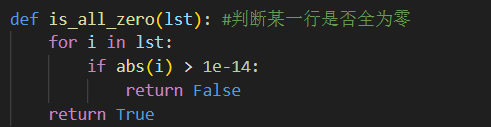 def is_all_zero(lst): #判断某一行是否全为零
    for i in lst:
        if abs(i) > 1e-14:
            return False
    return True